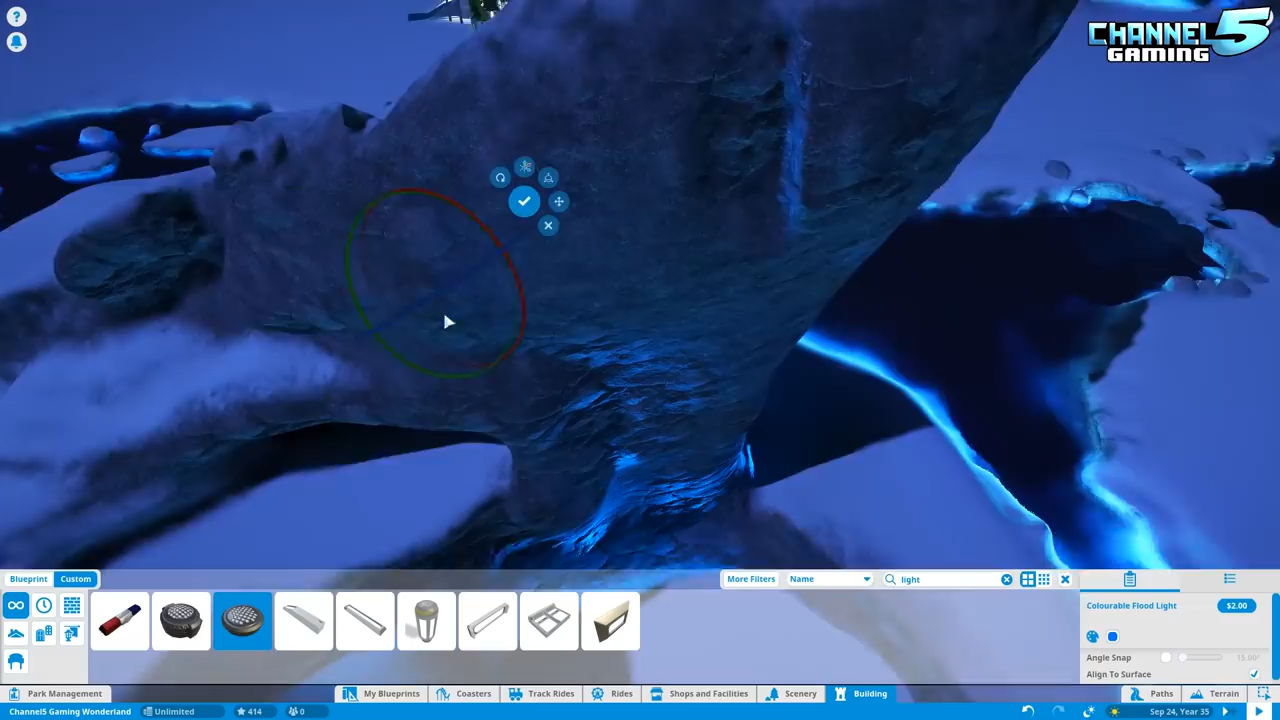 ?
CHANNEL 5
GAMING
Blueprint
Custom
More Filters
Name
light
Colourable Flood Light
$2.00
Angle Snap
15.00°
Align To Surface
Park Management
My Blueprints
Coasters
Track Rides
Rides
Shops and Facilities
Scenery
Building
Paths
Terrain
Channel5 Gaming Wonderland
Unlimited
414
0
Sep 24, Year 35